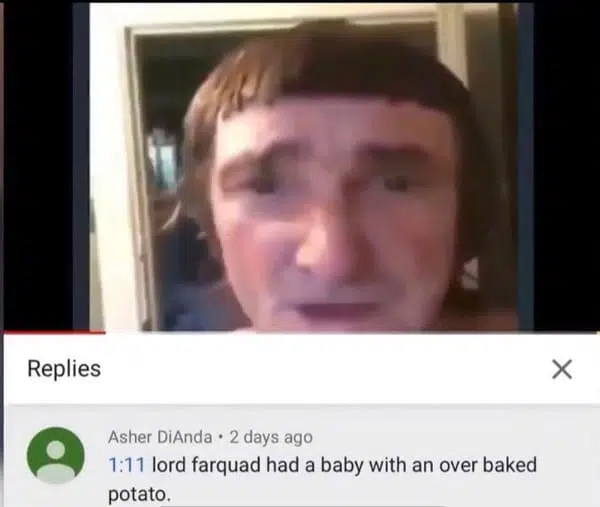 Replies
Asher DiAnda • 2 days ago
1:11 lord farquad had a baby with an over baked
potato.